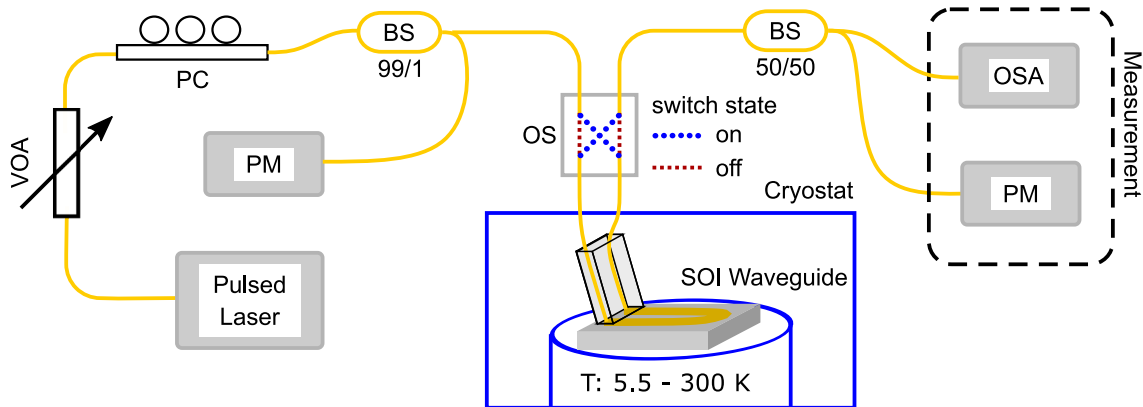 BS
99/1
PC
BS
50/50
OSA
PM
Measurement
VOA
PM
OS
switch state
on
off
Cryostat
Pulsed
Laser
SOI Waveguide
T: 5.5 - 300 K